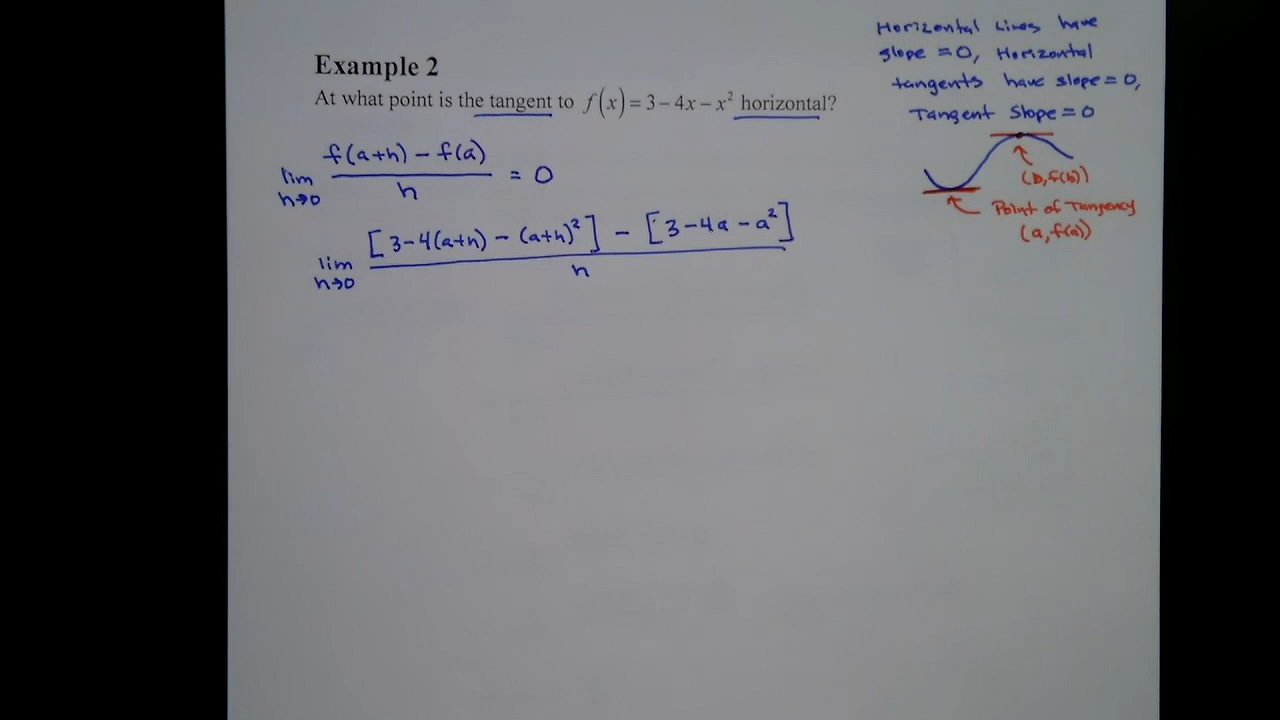 Example 2
At what point is the tangent to f(x) = 3 − 4x − x² horizontal?
lim h→0 f(a+h) − f(a) / h = 0
lim h→0 [3−4(a+h) − (a+h)²] − [3−4a − a²] / h
Horizontal Lines have
slope = 0, Horizontal
tangents have slope = 0,
Tangent Slope = 0
(b, f(b))
Point of Tangency
(a, f(a))